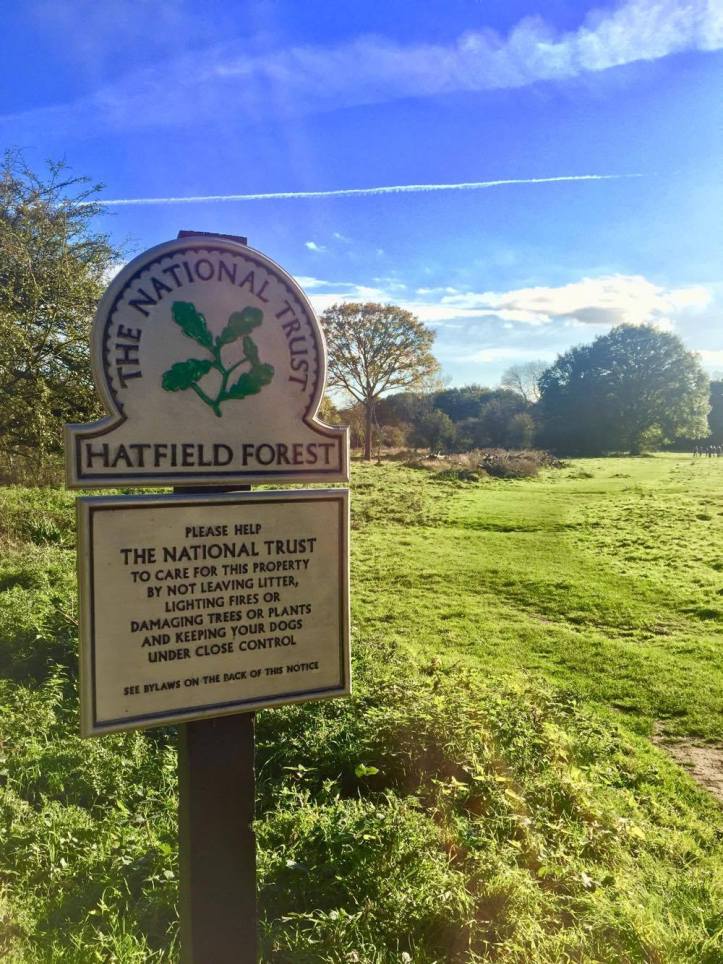 THE NATIONAL TRUST
HATFIELD FOREST
PLEASE HELP
THE NATIONAL TRUST
TO CARE FOR THIS PROPERTY
BY NOT LEAVING LITTER,
LIGHTING FIRES OR
DAMAGING TREES OR PLANTS
AND KEEPING YOUR DOGS
UNDER CLOSE CONTROL
SEE BYLAWS ON THE BACK OF THIS NOTICE